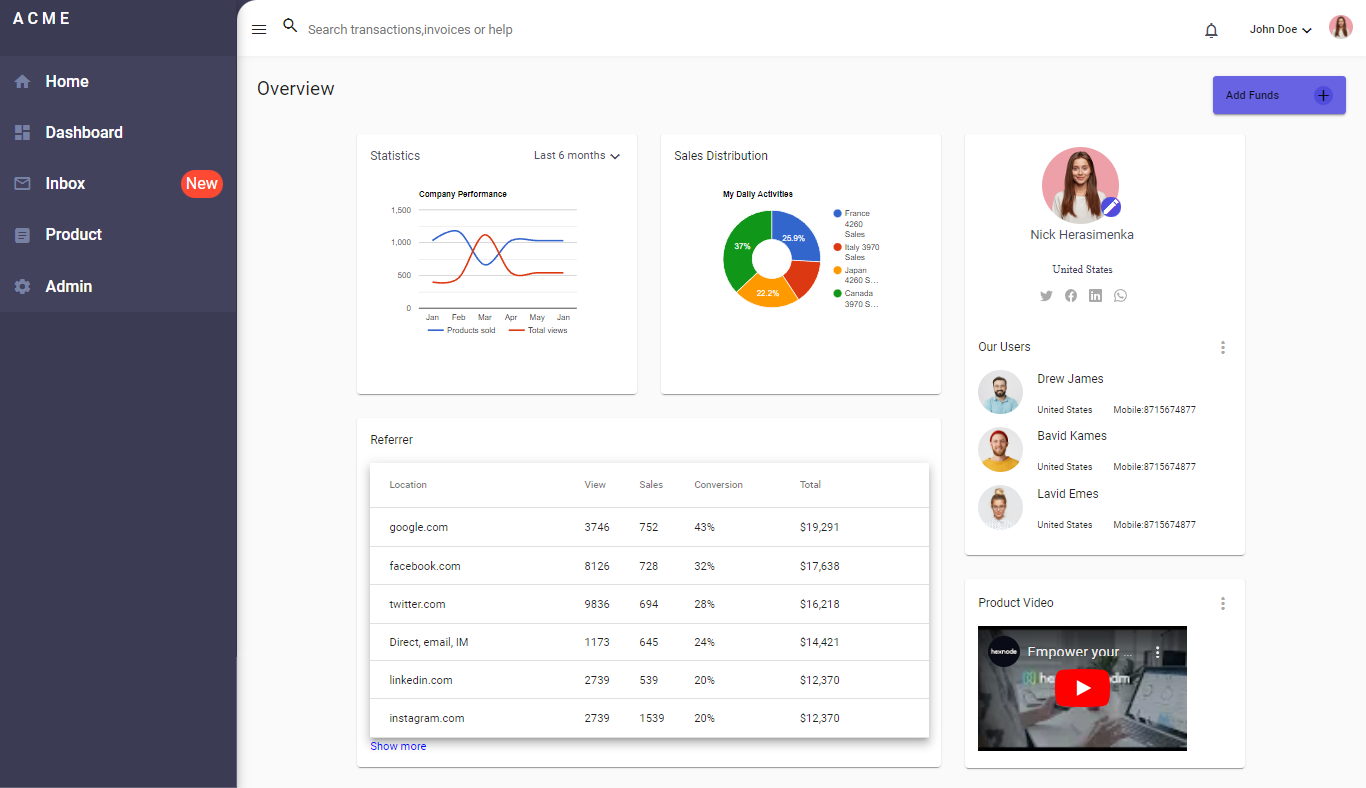 ACME
Search transactions,invoices or help
John Doe
Home
Dashboard
Inbox
New
Product
Admin
Overview
Add Funds
Statistics
Last 6 months
Company Performance
1,500
1,000
500
0
Jan Feb Mar Apr May Jan
Products sold Total views
Sales Distribution
My Daily Activities
25.9%
22.2%
37%
France
4260
Sales
Italy 3970
Sales
Japan
4260 S...
Canada
3970 S...
Nick Herasimenka
United States
Our Users
Drew James
United States Mobile:8715674877
Bavid Kames
United States Mobile:8715674877
Lavid Emes
United States Mobile:8715674877
Referrer
Location View Sales Conversion Total
google.com 3746 752 43% $19,291
facebook.com 8126 728 32% $17,638
twitter.com 9836 694 28% $16,218
Direct, email, IM 1173 645 24% $14,421
linkedin.com 2739 539 20% $12,370
instagram.com 2739 1539 20% $12,370
Show more
Product Video
hexnode
Empower your ...